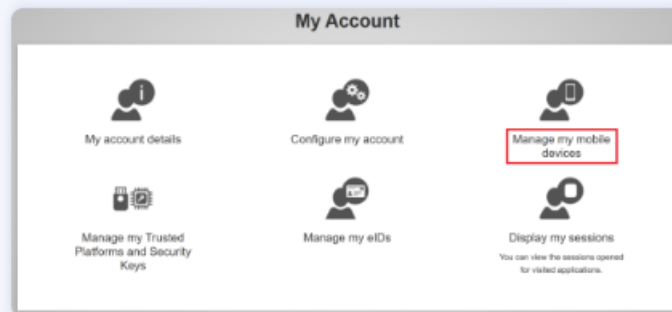 My Account
My account details
Configure my account
Manage my mobile
devices
Manage my Trusted
Platforms and Security
Keys
Manage my eIDs
Display my sessions
You can view the sessions opened
for visited applications.